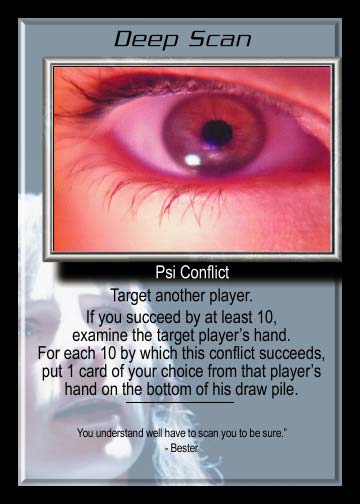 Deep Scan
Psi Conflict
Target another player.
If you succeed by at least 10,
examine the target player's hand.
For each 10 by which this conflict succeeds,
put 1 card of your choice from that player's
hand on the bottom of his draw pile.
You understand well have to scan you to be sure.”
- Bester